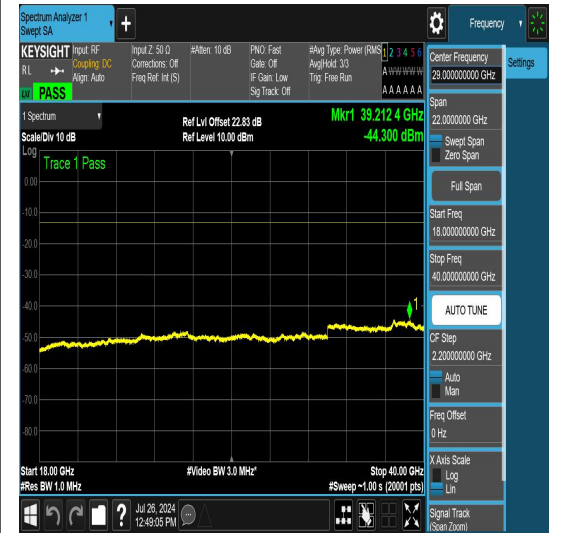 Spectrum Analyzer 1
Swept SA
+
Frequency
KEYSIGHT
RL
LW PASS
Input: RF
Coupling: DC
Align: Auto
Input Z: 50 Ω
Corrections: Off
Freq Ref: Int (S)
#Atten: 10 dB
PNO: Fast
Gate: Off
IF Gain: Low
Sig Track: Off
#Avg Type: Power (RMS
Avg|Hold: 3/3
Trig: Free Run
1 2 3 4 5 6
A W W W W W
A A A A A A
1 Spectrum
Scale/Div 10 dB
Log
Ref Lvl Offset 22.83 dB
Ref Level 10.00 dBm
Mkr1 39.212 4 GHz
-44.300 dBm
Trace 1 Pass
0.00
-10.0
-20.0
-30.0
-40.0
-50.0
-60.0
-70.0
-80.0
1
Start 18.00 GHz
#Res BW 1.0 MHz
#Video BW 3.0 MHz*
Stop 40.00 GHz
#Sweep ~1.00 s (20001 pts)
Center Frequency
29.000000000 GHz
Settings
Span
22.0000000 GHz
Swept Span
Zero Span
Full Span
Start Freq
18.000000000 GHz
Stop Freq
40.000000000 GHz
AUTO TUNE
CF Step
2.200000000 GHz
Auto
Man
Freq Offset
0 Hz
X Axis Scale
Log
Lin
Signal Track
(Span Zoom)
?
Jul 26, 2024
12:49:05 PM